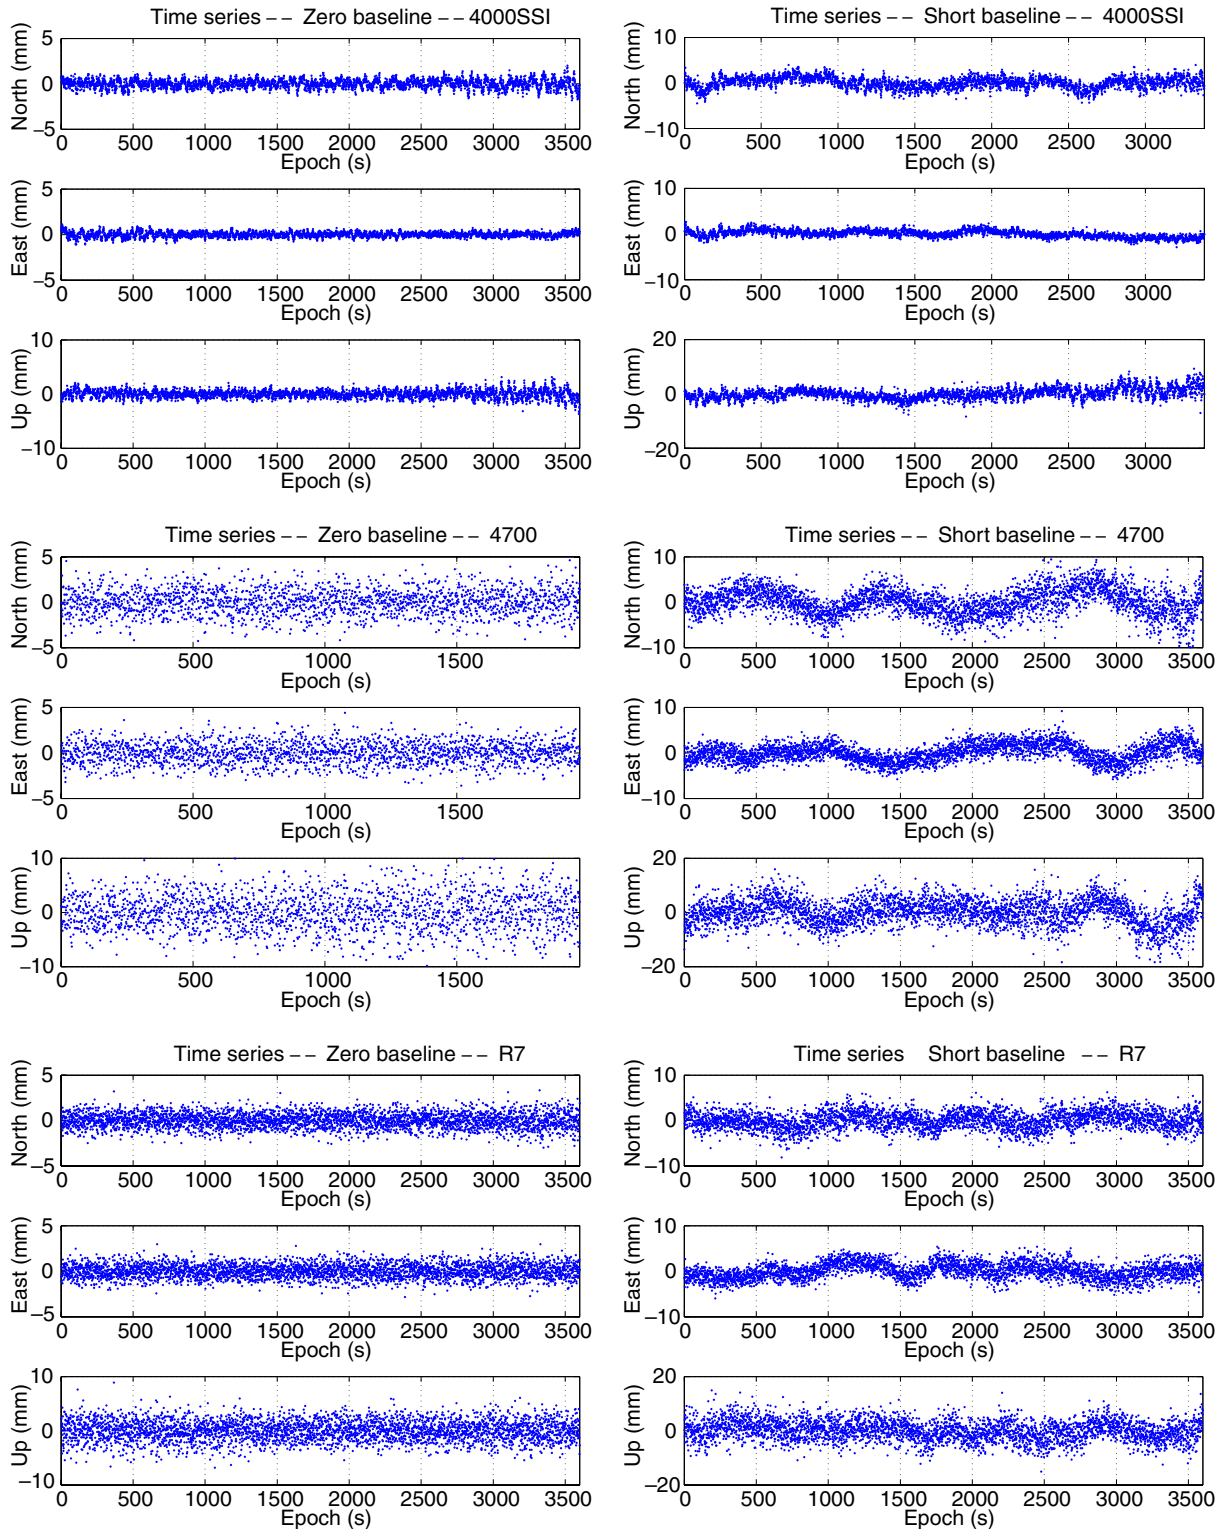 Time series −− Zero baseline −− 4000SSI
5
0
−5
North (mm)
0 500 1000 1500 2000 2500 3000 3500
Epoch (s)
5
0
−5
East (mm)
0 500 1000 1500 2000 2500 3000 3500
Epoch (s)
10
0
−10
Up (mm)
0 500 1000 1500 2000 2500 3000 3500
Epoch (s)
Time series −− Short baseline −− 4000SSI
10
0
−10
North (mm)
0 500 1000 1500 2000 2500 3000
Epoch (s)
10
0
−10
East (mm)
0 500 1000 1500 2000 2500 3000
Epoch (s)
20
0
−20
Up (mm)
0 500 1000 1500 2000 2500 3000
Epoch (s)
Time series −− Zero baseline −− 4700
5
0
−5
North (mm)
0 500 1000 1500
Epoch (s)
5
0
−5
East (mm)
0 500 1000 1500
Epoch (s)
10
0
−10
Up (mm)
0 500 1000 1500
Epoch (s)
Time series −− Short baseline −− 4700
10
0
−10
North (mm)
0 500 1000 1500 2000 2500 3000 3500
Epoch (s)
10
0
−10
East (mm)
0 500 1000 1500 2000 2500 3000 3500
Epoch (s)
20
0
−20
Up (mm)
0 500 1000 1500 2000 2500 3000 3500
Epoch (s)
Time series −− Zero baseline −− R7
5
0
−5
North (mm)
0 500 1000 1500 2000 2500 3000 3500
Epoch (s)
5
0
−5
East (mm)
0 500 1000 1500 2000 2500 3000 3500
Epoch (s)
10
0
−10
Up (mm)
0 500 1000 1500 2000 2500 3000 3500
Epoch (s)
Time series Short baseline −− R7
10
0
−10
North (mm)
0 500 1000 1500 2000 2500 3000 3500
Epoch (s)
10
0
−10
East (mm)
0 500 1000 1500 2000 2500 3000 3500
Epoch (s)
20
0
−20
Up (mm)
0 500 1000 1500 2000 2500 3000 3500
Epoch (s)